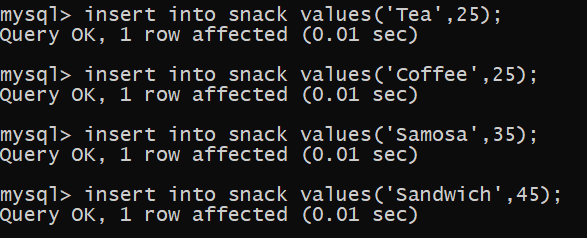 mysql> insert into snack values('Tea',25);
Query OK, 1 row affected (0.01 sec)
mysql> insert into snack values('Coffee',25);
Query OK, 1 row affected (0.01 sec)
mysql> insert into snack values('Samosa',35);
Query OK, 1 row affected (0.01 sec)
mysql> insert into snack values('Sandwich',45);
Query OK, 1 row affected (0.01 sec)